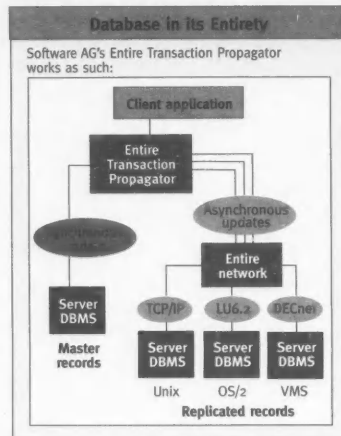 Database in its Entirety
Software AG's Entire Transaction Propagator
works as such:
Client application
Entire
Transaction
Propagator
Asynchronous
updates
Entire
network
Server
DBMS
Master
records
TCP/IP
LU6.2
DECnet
Server
DBMS
Server
DBMS
Server
DBMS
Unix
OS/2
VMS
Replicated records